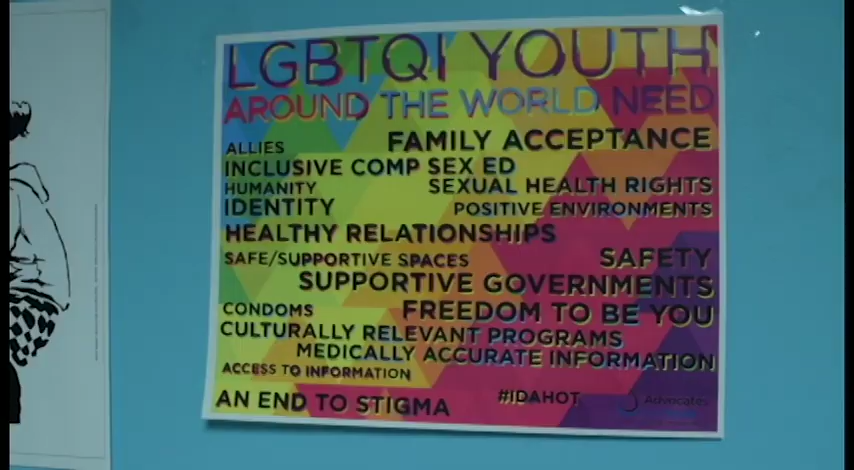 LGBTQI YOUTH
AROUND THE WORLD NEED
ALLIES FAMILY ACCEPTANCE
INCLUSIVE COMP SEX ED
HUMANITY SEXUAL HEALTH RIGHTS
IDENTITY POSITIVE ENVIRONMENTS
HEALTHY RELATIONSHIPS
SAFE/SUPPORTIVE SPACES SAFETY
SUPPORTIVE GOVERNMENTS
CONDOMS FREEDOM TO BE YOU
CULTURALLY RELEVANT PROGRAMS
MEDICALLY ACCURATE INFORMATION
ACCESS TO INFORMATION
AN END TO STIGMA #IDAHOT Advocates